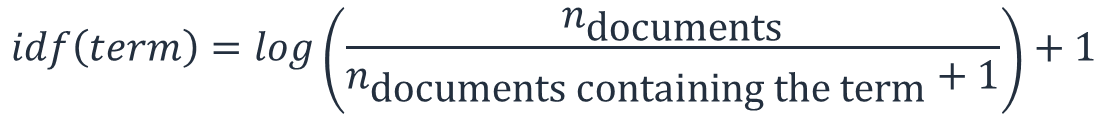 idf(term) = log(n_documents / (n_documents containing the term + 1)) + 1